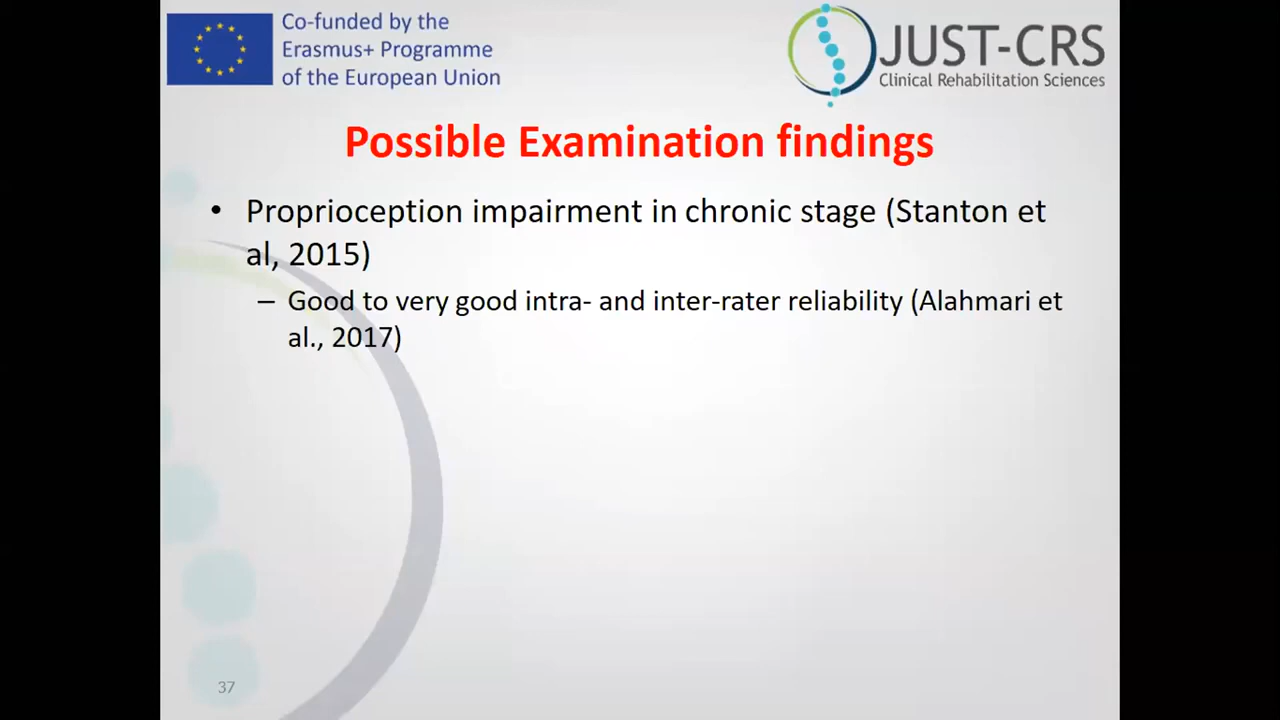 Co-funded by the
Erasmus+ Programme
of the European Union
JUST-CRS
Clinical Rehabilitation Sciences
Possible Examination findings
• Proprioception impairment in chronic stage (Stanton et
al, 2015)
– Good to very good intra- and inter-rater reliability (Alahmari et
al., 2017)
37